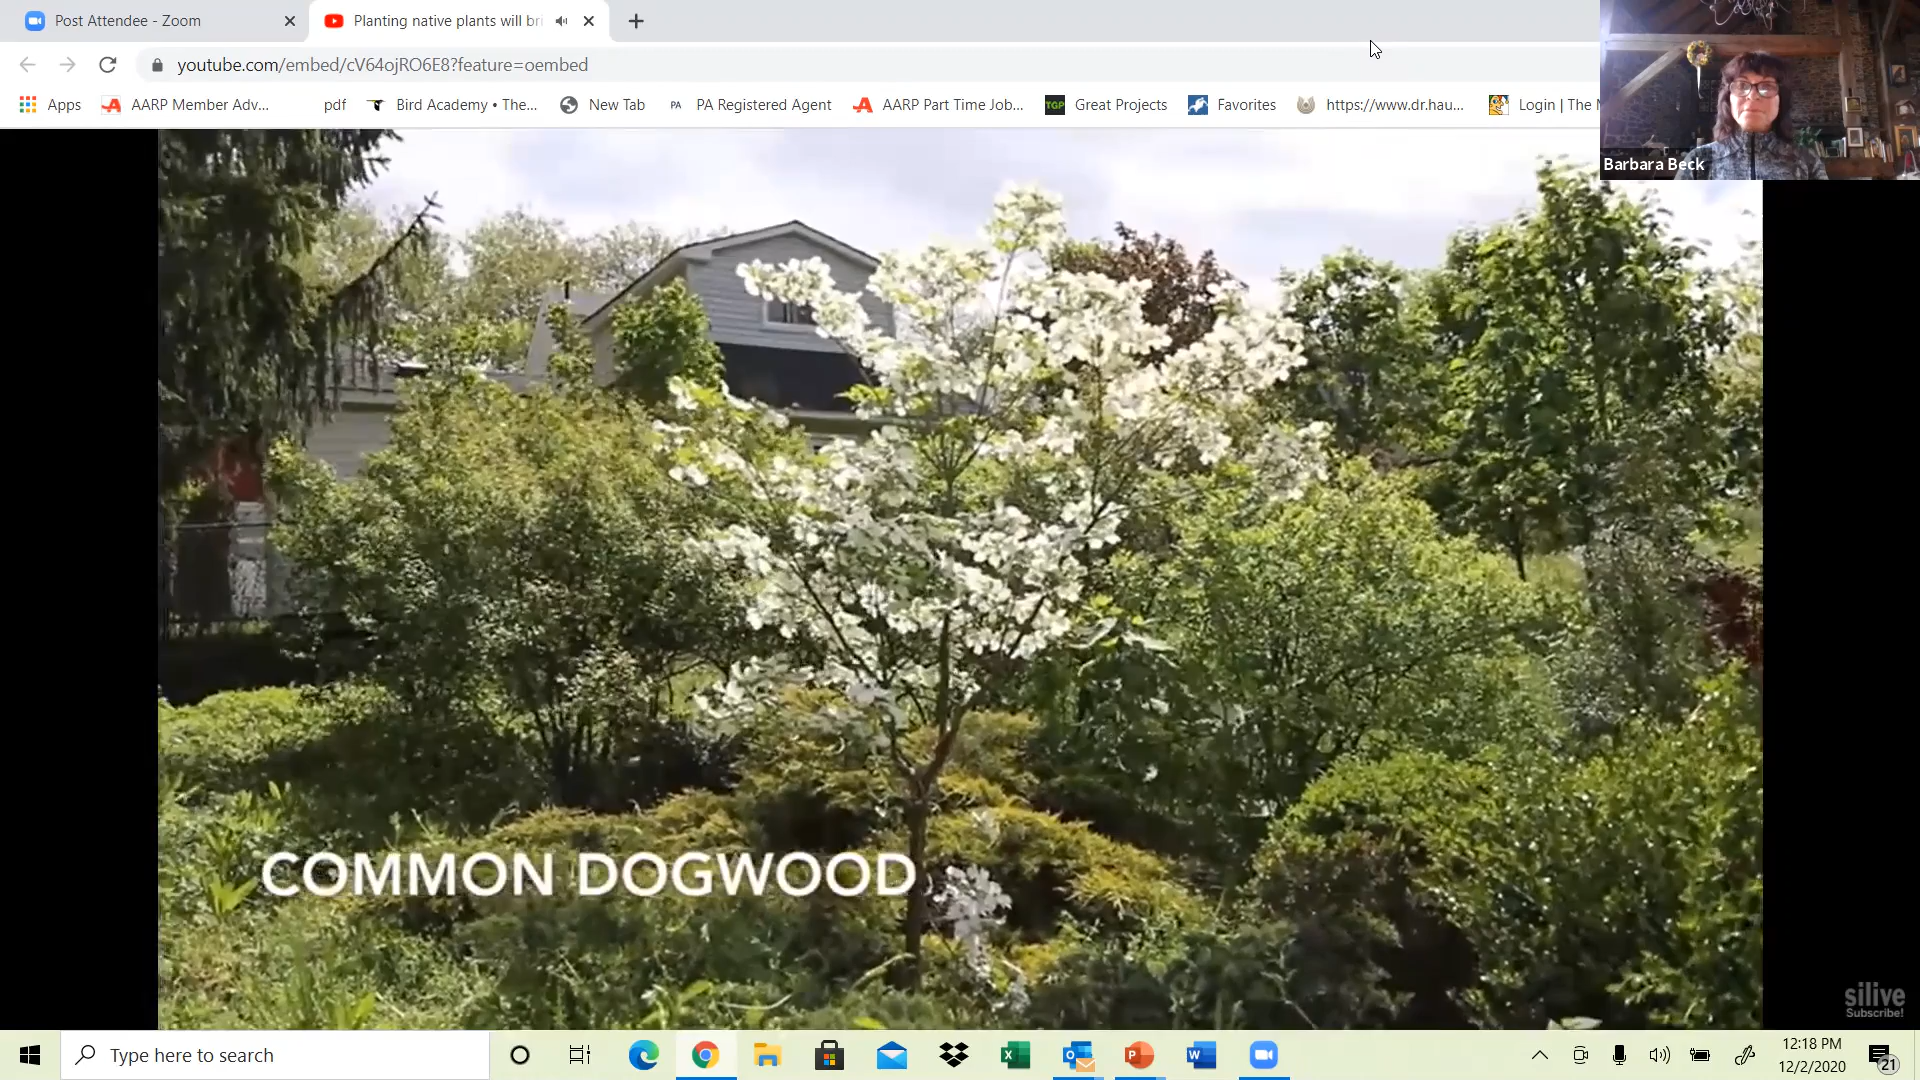 Post Attendee - Zoom
Planting native plants will bri
youtube.com/embed/cV64ojRO6E8?feature=oembed
Apps
AARP Member Adv...
pdf
Bird Academy • The...
New Tab
PA
PA Registered Agent
AARP Part Time Job...
TGP
Great Projects
Favorites
https://www.dr.hau...
Login | The
Barbara Beck
COMMON DOGWOOD
silive
Subscribe!
Type here to search
12:18 PM
12/2/2020
21